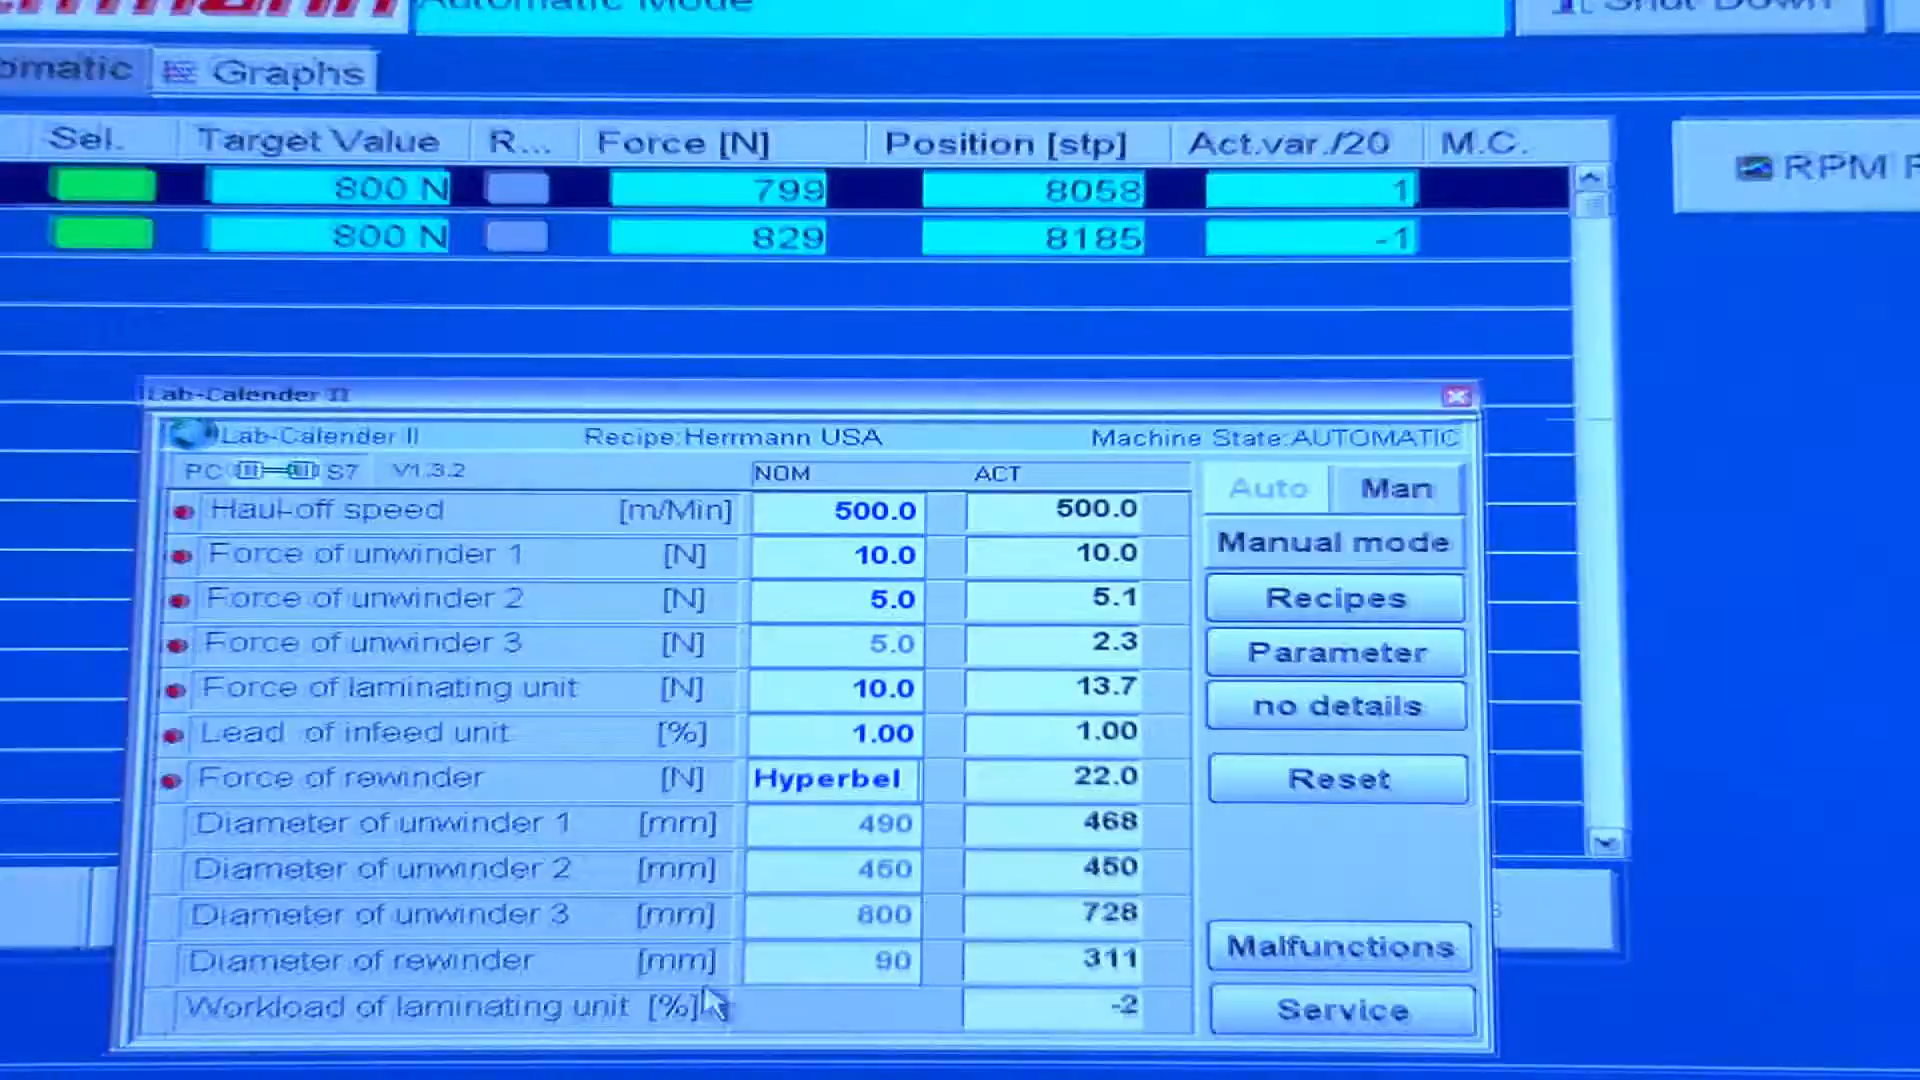 Automatic Mode
Shut Down
omatic Graphs
Sel. Target Value R... Force [N] Position [stp] Act.var./20 M.C.
800 N 799 8058 1
800 N 829 8185 -1
RPM
Lab-Calender II
Lab-Calender II Recipe:Herrmann USA Machine State:AUTOMATIC
PC S7 V1.3.2 NOM ACT
Auto Man
Haul-off speed [m/Min] 500.0 500.0
Manual mode
Force of unwinder 1 [N] 10.0 10.0
Force of unwinder 2 [N] 5.0 5.1
Recipes
Force of unwinder 3 [N] 5.0 2.3
Parameter
Force of laminating unit [N] 10.0 13.7
no details
Lead of infeed unit [%] 1.00 1.00
Force of rewinder [N] Hyperbel 22.0
Reset
Diameter of unwinder 1 [mm] 490 468
Diameter of unwinder 2 [mm] 450 450
Diameter of unwinder 3 [mm] 800 728
Malfunctions
Diameter of rewinder [mm] 90 311
Workload of laminating unit [%] -2
Service